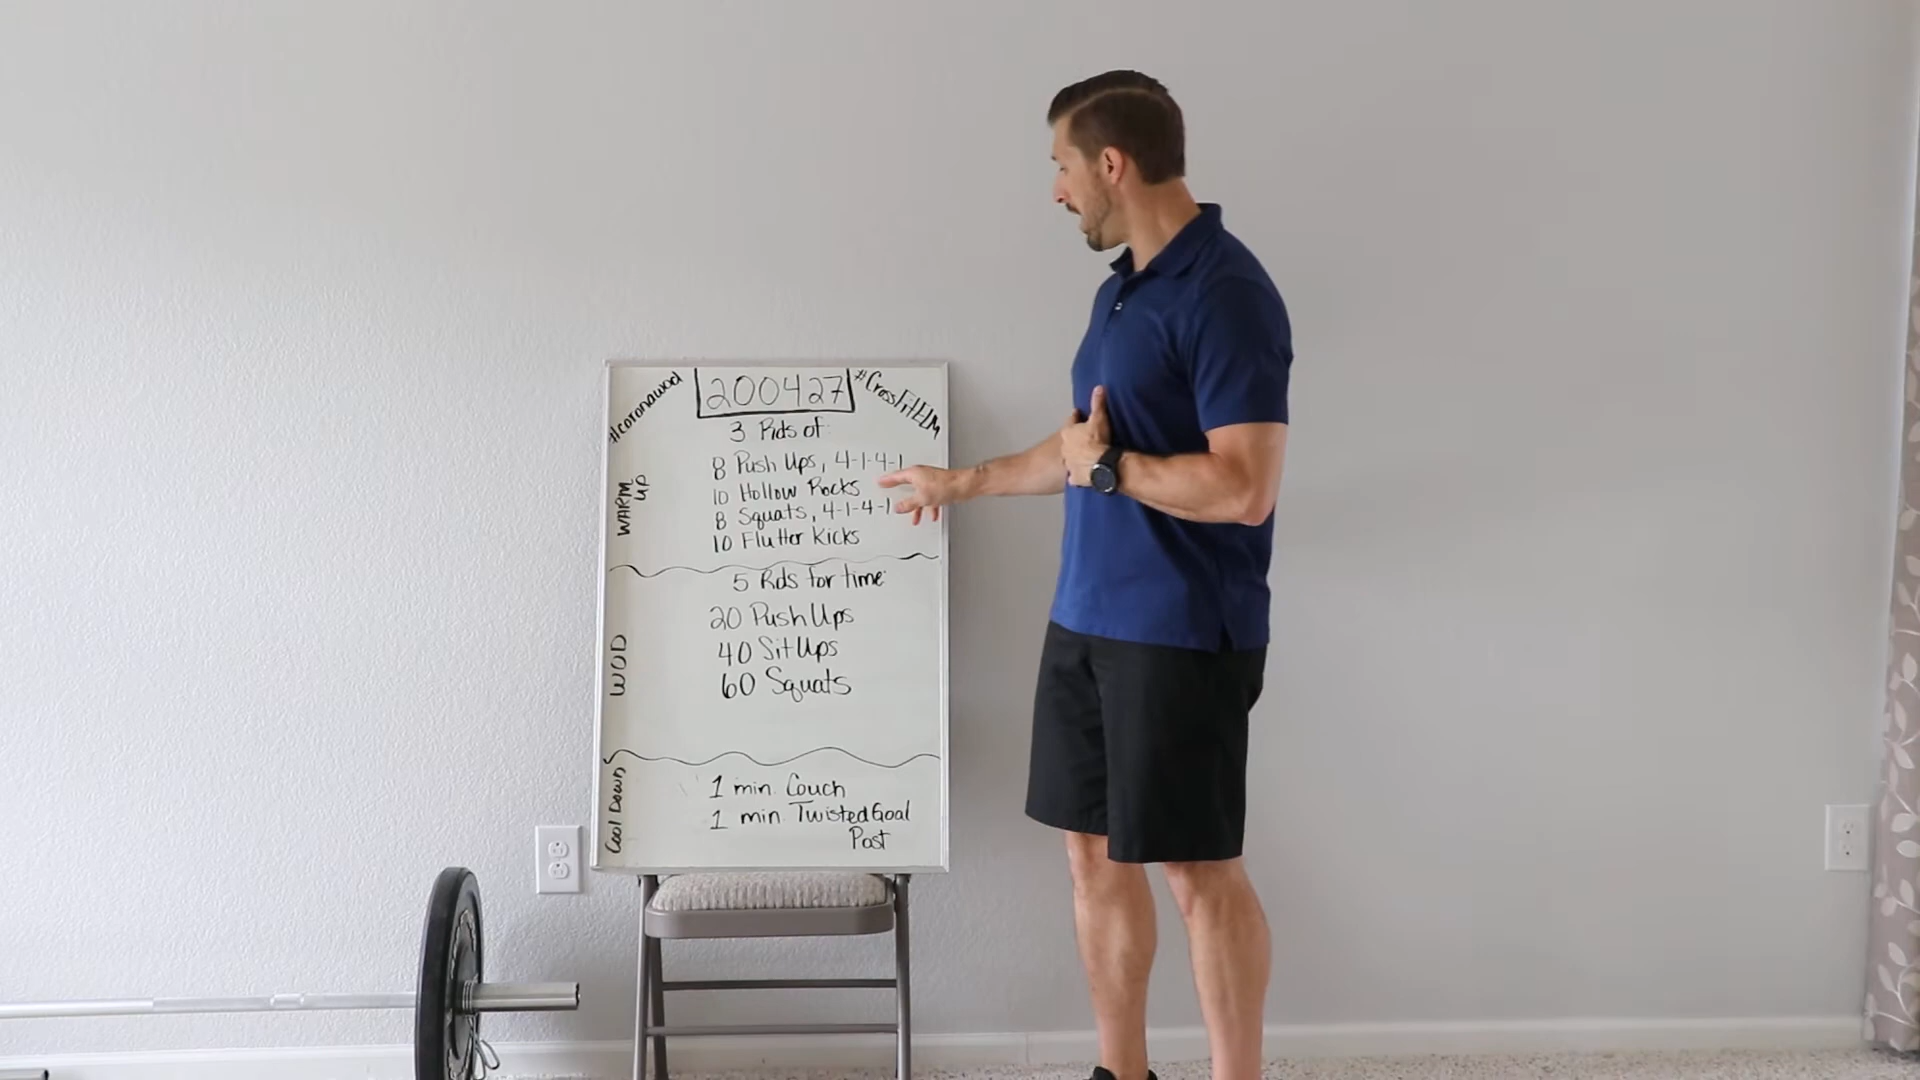 #coronawod
200427
#CrossFitELM
3 Rds of:
WARM UP
8 Push Ups, 4-1-4-1
10 Hollow Rocks
8 Squats, 4-1-4-1
10 Flutter Kicks
5 Rds for time:
WOD
20 Push Ups
40 Sit Ups
60 Squats
Cool Down
1 min. Couch
1 min. Twisted Goal
Post